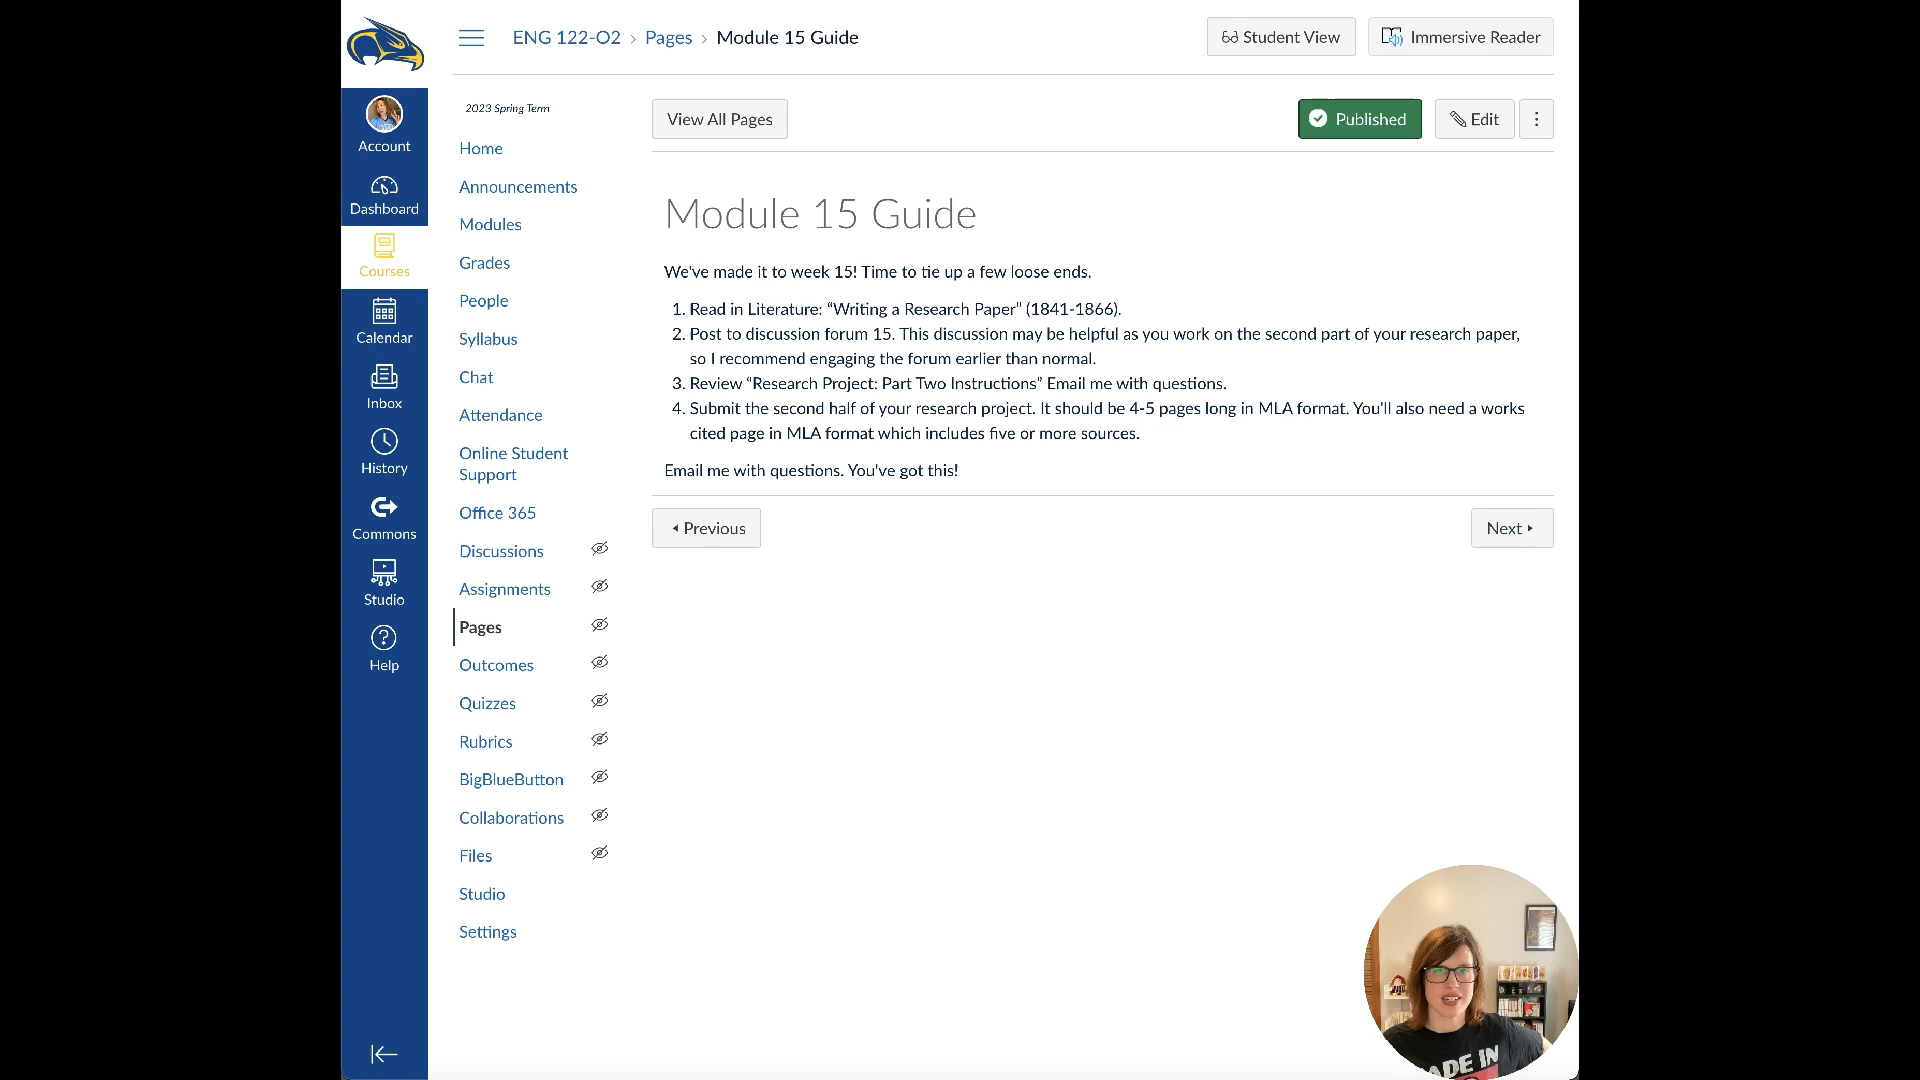 ENG 122-O2 › Pages › Module 15 Guide
Student View
Immersive Reader
Account
Dashboard
Courses
Calendar
Inbox
History
Commons
Studio
Help
2023 Spring Term
Home
Announcements
Modules
Grades
People
Syllabus
Chat
Attendance
Online Student
Support
Office 365
Discussions
Assignments
Pages
Outcomes
Quizzes
Rubrics
BigBlueButton
Collaborations
Files
Studio
Settings
View All Pages
Published
Edit
Module 15 Guide
We've made it to week 15! Time to tie up a few loose ends.
1. Read in Literature: “Writing a Research Paper” (1841-1866).
2. Post to discussion forum 15. This discussion may be helpful as you work on the second part of your research paper,
so I recommend engaging the forum earlier than normal.
3. Review “Research Project: Part Two Instructions” Email me with questions.
4. Submit the second half of your research project. It should be 4-5 pages long in MLA format. You'll also need a works
cited page in MLA format which includes five or more sources.
Email me with questions. You've got this!
Previous
Next
ADE IN